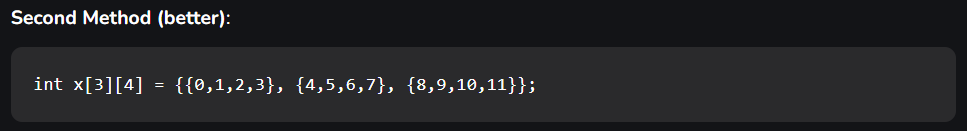 Second Method (better):
int x[3][4] = {{0,1,2,3}, {4,5,6,7}, {8,9,10,11}};